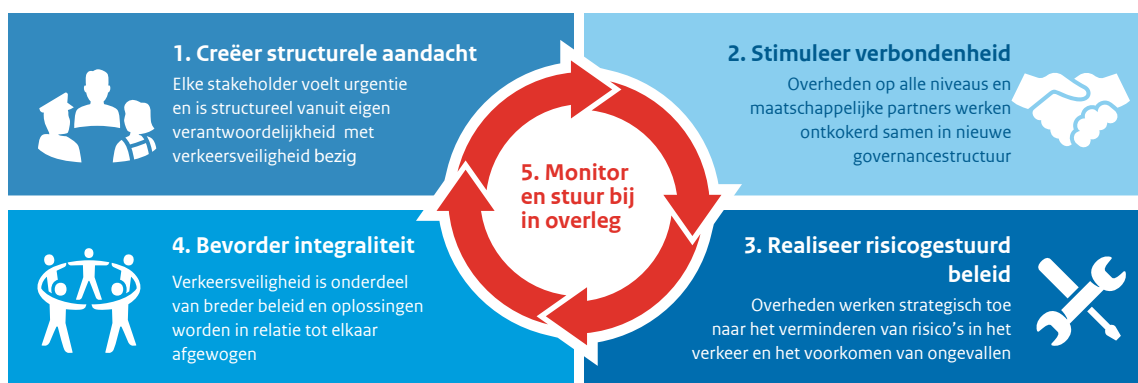 1. Creëer structurele aandacht
Elke stakeholder voelt urgentie
en is structureel vanuit eigen
verantwoordelijkheid met
verkeersveiligheid bezig
2. Stimuleer verbondenheid
Overheden op alle niveaus en
maatschappelijke partners werken
ontkokerd samen in nieuwe
governancestructuur
5. Monitor
en stuur bij
in overleg
4. Bevorder integraliteit
Verkeersveiligheid is onderdeel
van breder beleid en oplossingen
worden in relatie tot elkaar
afgewogen
3. Realiseer risicogestuurd
beleid
Overheden werken strategisch toe
naar het verminderen van risico's in het
verkeer en het voorkomen van ongevallen